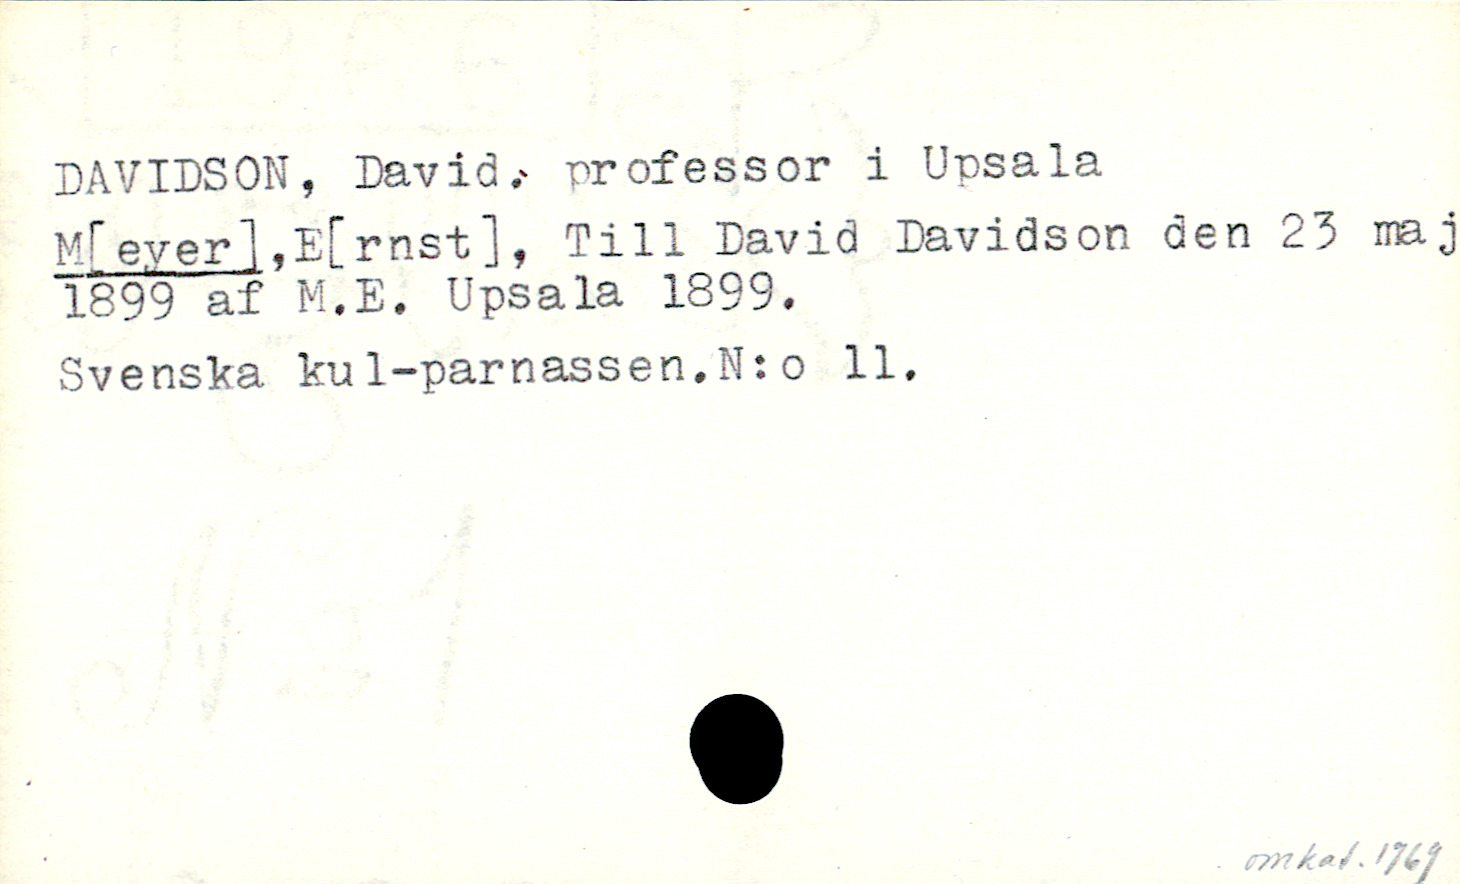 DAVIDSON, David. professor i Upsala
M[eyer],E[rnst], Till David Davidson den 23 maj
1899 af M.E. Upsala 1899.
Svenska kul-parnassen.N:o 11.
omkat. 1969